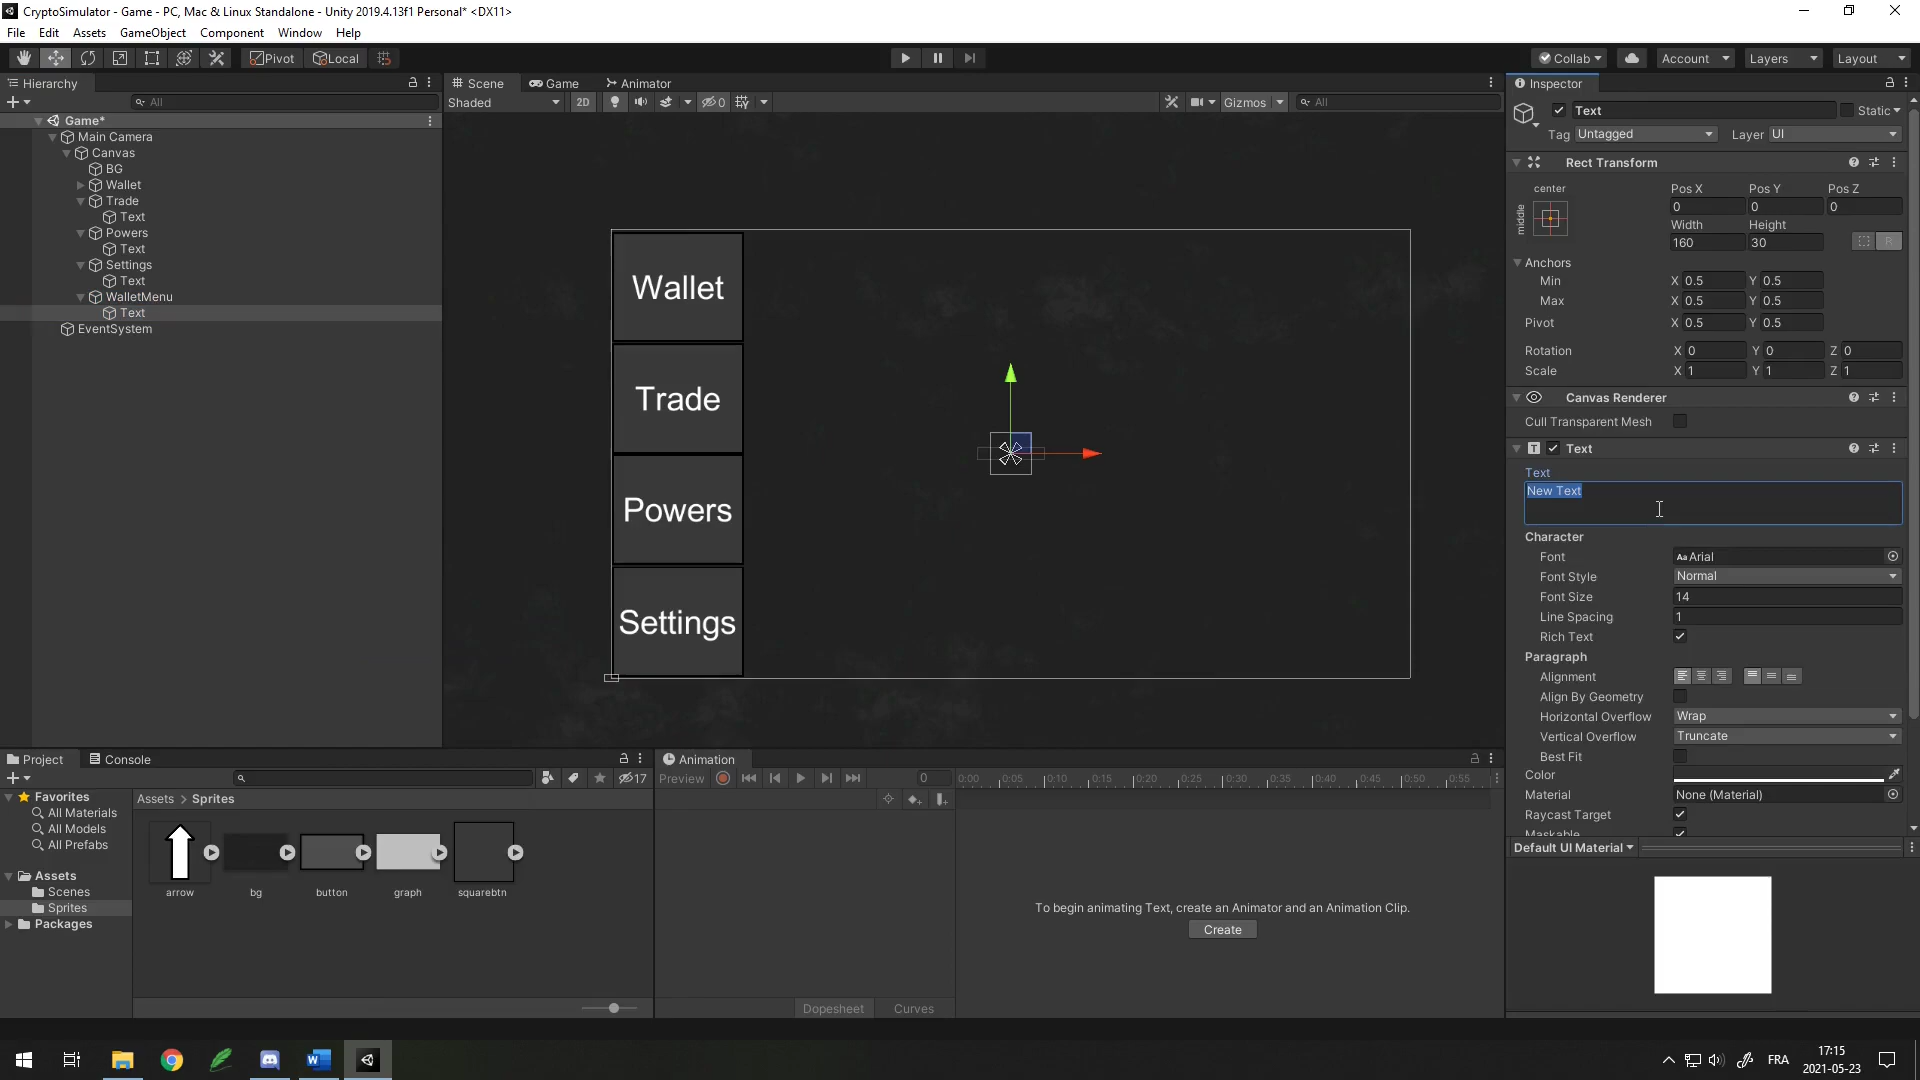 CryptoSimulator - Game - PC, Mac & Linux Standalone - Unity 2019.4.13f1 Personal* <DX11>
File Edit Assets GameObject Component Window Help
Pivot Local Collab Account Layers Layout
Hierarchy Scene Game Animator Inspector
All Shaded 2D 0 Gizmos All
Text Static
Tag Untagged Layer UI
Game*
Main Camera
Canvas
BG
Wallet
Trade
Text
Powers
Text
Settings
Text
WalletMenu
Text
EventSystem
Wallet
Trade
Powers
Settings
Rect Transform
center
middle
Pos X Pos Y Pos Z
0 0 0
Width Height
160 30 R
Anchors
Min X 0.5 Y 0.5
Max X 0.5 Y 0.5
Pivot X 0.5 Y 0.5
Rotation X 0 Y 0 Z 0
Scale X 1 Y 1 Z 1
Canvas Renderer
Cull Transparent Mesh
Text
Text
New Text
Character
Font Aa Arial
Font Style Normal
Font Size 14
Line Spacing 1
Rich Text
Paragraph
Alignment
Align By Geometry
Horizontal Overflow Wrap
Vertical Overflow Truncate
Best Fit
Color
Material None (Material)
Raycast Target
Maskable
Default UI Material
Project Console
17
Favorites
All Materials
All Models
All Prefabs
Assets
Scenes
Sprites
Packages
Assets > Sprites
arrow bg button graph squarebtn
Animation
Preview 0 0:00 0:05 0:10 0:15 0:20 0:25 0:30 0:35 0:40 0:45 0:50 0:55
To begin animating Text, create an Animator and an Animation Clip.
Create
Dopesheet Curves
FRA
17:15
2021-05-23